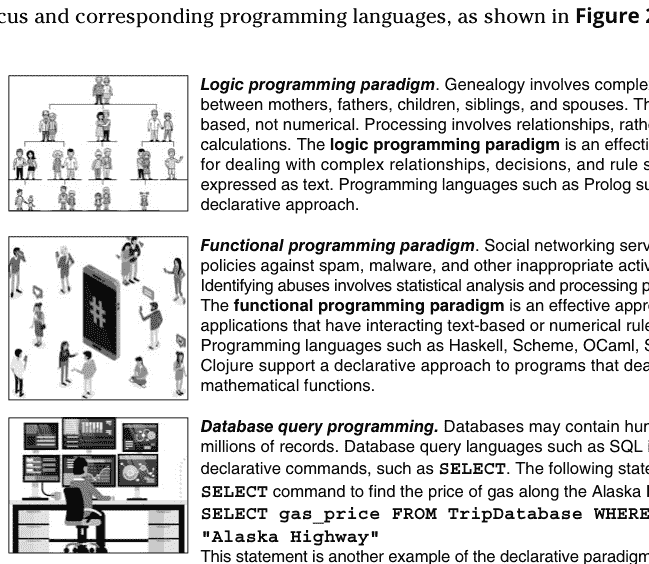 cus and corresponding programming languages, as shown in Figure 2
Logic programming paradigm. Genealogy involves comple
between mothers, fathers, children, siblings, and spouses. Th
based, not numerical. Processing involves relationships, rath
calculations. The logic programming paradigm is an effecti
for dealing with complex relationships, decisions, and rule s
expressed as text. Programming languages such as Prolog su
declarative approach.
#
Functional programming paradigm. Social networking serv
policies against spam, malware, and other inappropriate activ
Identifying abuses involves statistical analysis and processing p
The functional programming paradigm is an effective appr
applications that have interacting text-based or numerical rule
Programming languages such as Haskell, Scheme, OCaml, S
Clojure support a declarative approach to programs that dea
mathematical functions.
Database query programming. Databases may contain hun
millions of records. Database query languages such as SQL i
declarative commands, such as SELECT. The following state
SELECT command to find the price of gas along the Alaska
SELECT gas_price FROM TripDatabase WHERE
"Alaska Highway"
This statement is another example of the declarative paradigm